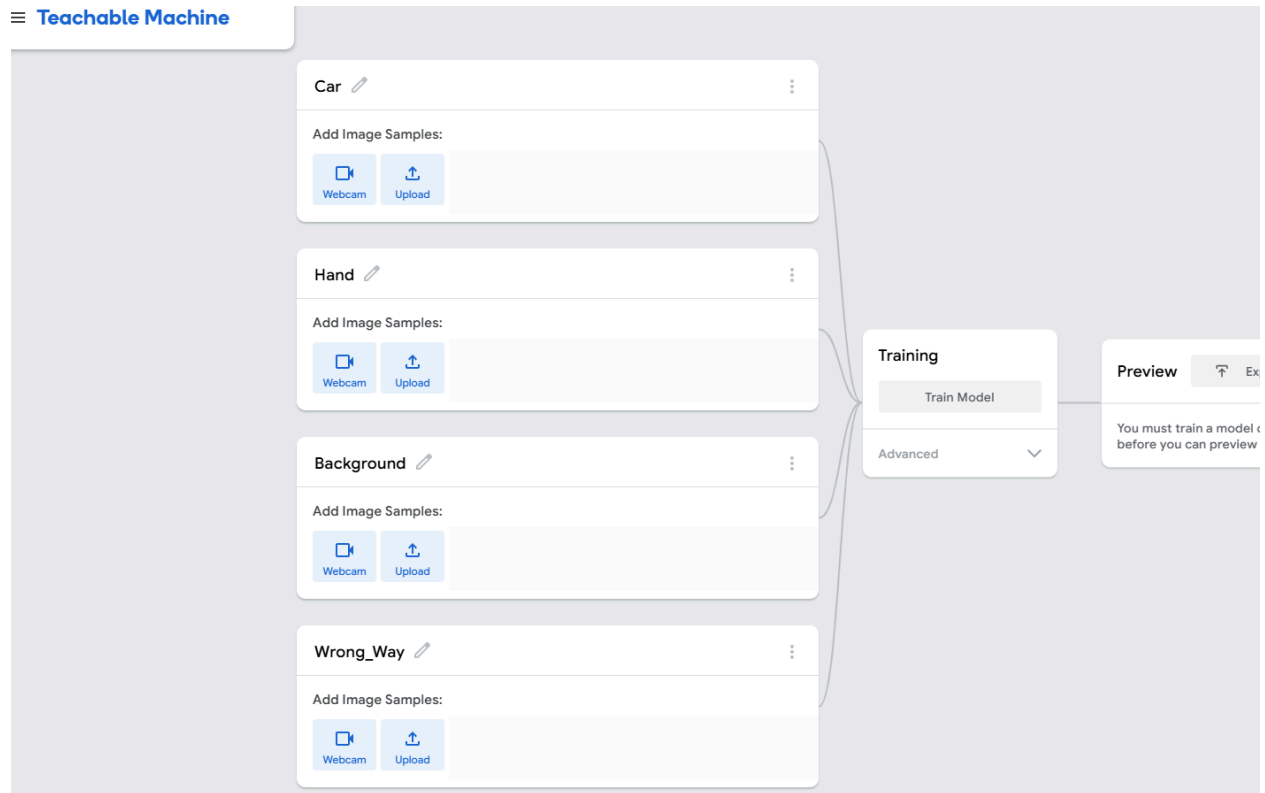 Teachable Machine
Car
Add Image Samples:
Webcam Upload
Hand
Add Image Samples:
Webcam Upload
Background
Add Image Samples:
Webcam Upload
Wrong_Way
Add Image Samples:
Webcam Upload
Training
Train Model
Advanced
Preview
You must train a model
before you can preview